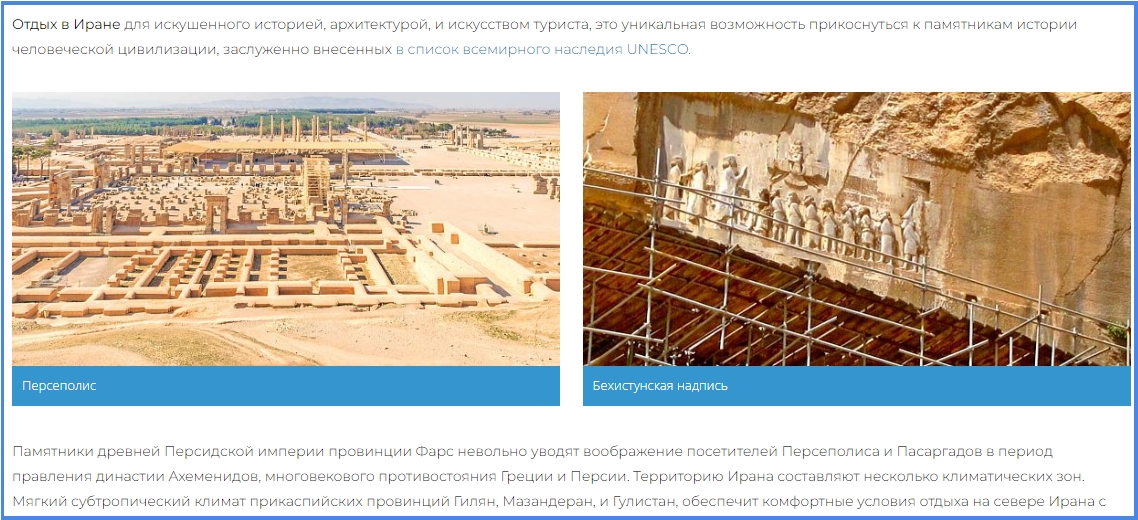 Отдых в Иране для искушенного историей, архитектурой, и искусством туриста, это уникальная возможность прикоснуться к памятникам истории
человеческой цивилизации, заслуженно внесенных в список всемирного наследия UNESCO.
Персеполис
Бехистунская надпись
Памятники древней Персидской империи провинции Фарс невольно уводят воображение посетителей Персеполиса и Пасаргадов в период
правления династии Ахеменидов, многовекового противостояния Греции и Персии. Территорию Ирана составляют несколько климатических зон.
Мягкий субтропический климат прикаспийских провинций Гилян, Мазандеран, и Гулистан, обеспечит комфортные условия отдыха на севере Ирана с